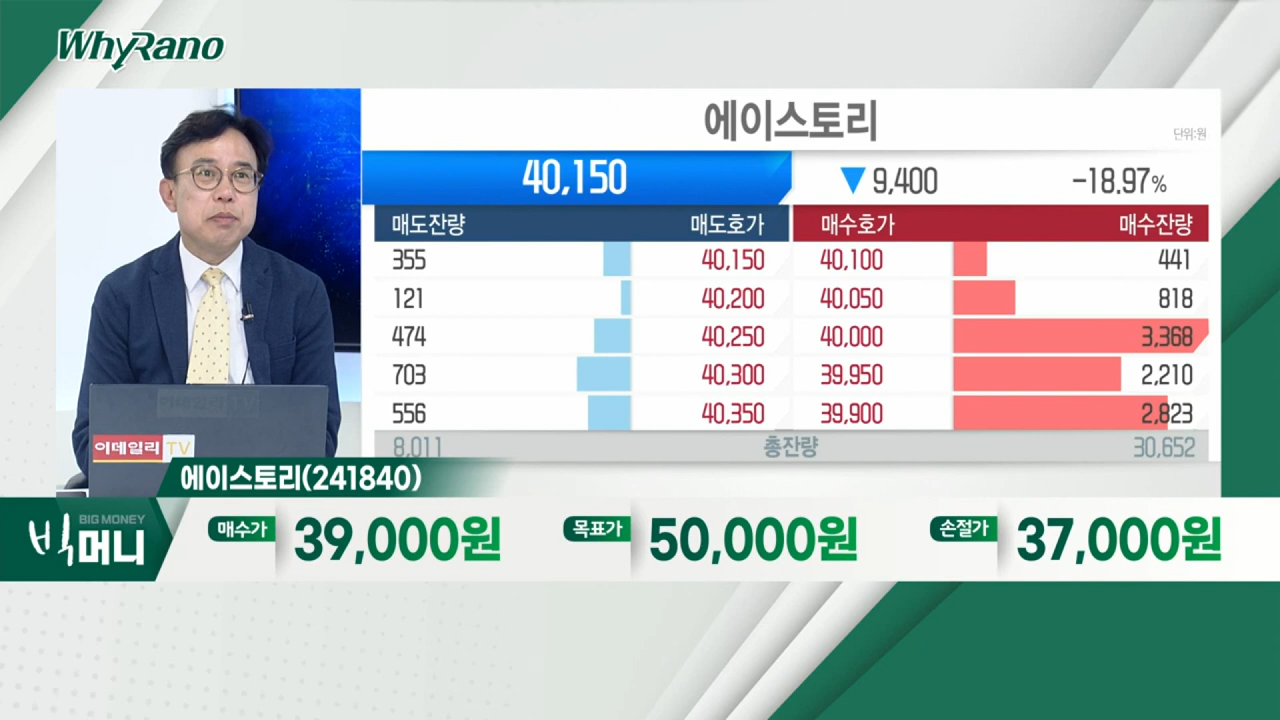 WhyRano
에이스토리
단위:원
40,150
▼ 9,400
-18.97%
매도잔량 매도호가 매수호가 매수잔량
355 40,150 40,100 441
121 40,200 40,050 818
474 40,250 40,000 3,368
703 40,300 39,950 2,210
556 40,350 39,900 2,823
8,011 총잔량 30,652
이데일리 TV
에이스토리(241840)
BIG MONEY
빅머니
매수가 39,000원
목표가 50,000원
손절가 37,000원